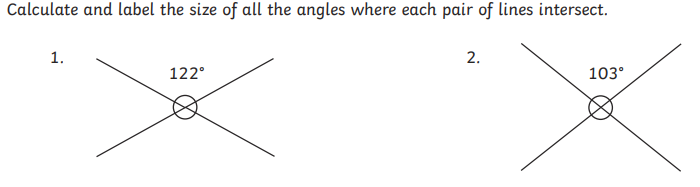 Calculate and label the size of all the angles where each pair of lines intersect.
1.
122°
2.
103°